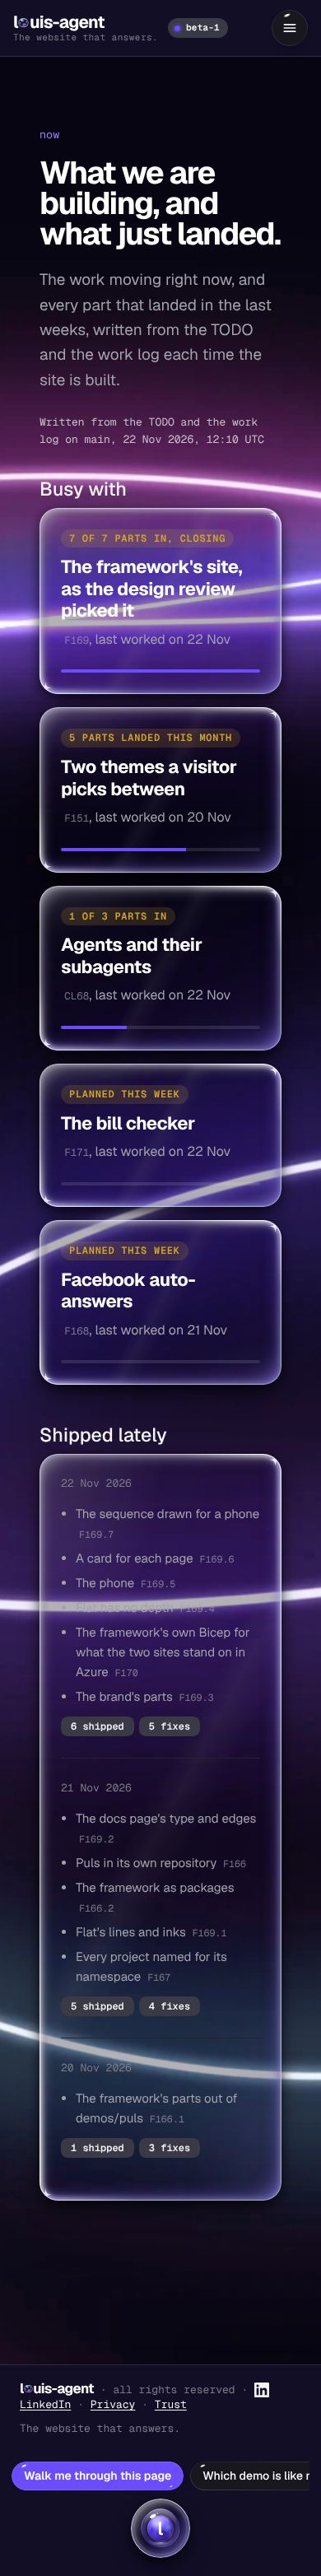 louis-agent
The website that answers.
beta-1
now
What we are
building, and
what just landed.
The work moving right now, and
every part that landed in the last
weeks, written from the TODO
and the work log each time the
site is built.
Written from the TODO and the work
log on main, 22 Nov 2026, 12:10 UTC
Busy with
7 OF 7 PARTS IN, CLOSING
The framework's site,
as the design review
picked it
F169, last worked on 22 Nov
5 PARTS LANDED THIS MONTH
Two themes a visitor
picks between
F151, last worked on 20 Nov
1 OF 3 PARTS IN
Agents and their
subagents
CL68, last worked on 22 Nov
PLANNED THIS WEEK
The bill checker
F171, last worked on 22 Nov
PLANNED THIS WEEK
Facebook auto-
answers
F168, last worked on 21 Nov
Shipped lately
22 Nov 2026
The sequence drawn for a phone
F169.7
A card for each page F169.6
The phone F169.5
F169.4
The framework's own Bicep for
what the two sites stand on in
Azure F170
The brand's parts F169.3
6 shipped 5 fixes
21 Nov 2026
The docs page's type and edges
F169.2
Puls in its own repository F166
The framework as packages
F166.2
Flat's lines and inks F169.1
Every project named for its
namespace F167
5 shipped 4 fixes
20 Nov 2026
The framework's parts out of
demos/puls F166.1
1 shipped 3 fixes
louis-agent · all rights reserved ·
LinkedIn · Privacy · Trust
The website that answers.
Walk me through this page
Which demo is like
l